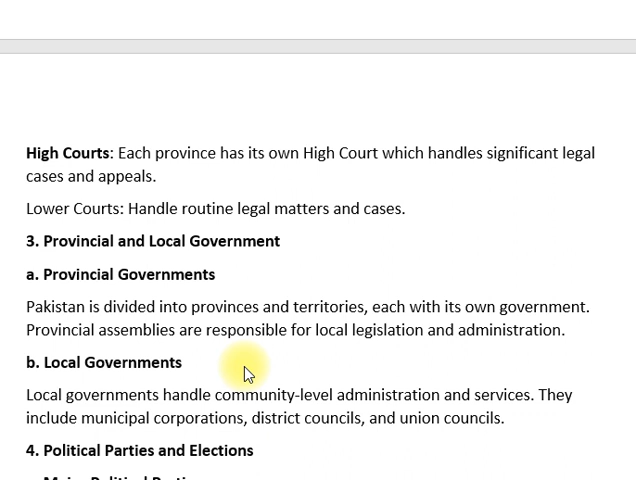 High Courts: Each province has its own High Court which handles significant legal
cases and appeals.
Lower Courts: Handle routine legal matters and cases.
3. Provincial and Local Government
a. Provincial Governments
Pakistan is divided into provinces and territories, each with its own government.
Provincial assemblies are responsible for local legislation and administration.
b. Local Governments
Local governments handle community-level administration and services. They
include municipal corporations, district councils, and union councils.
4. Political Parties and Elections
Major Political